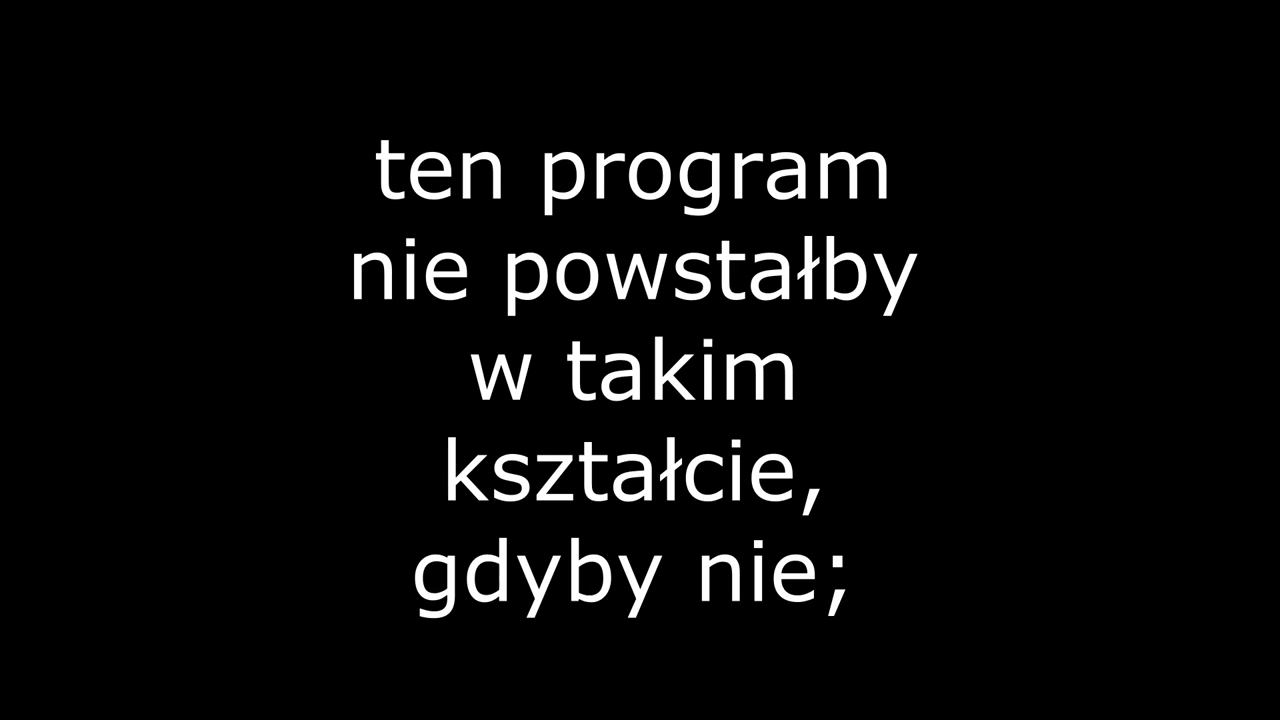 ten program
nie powstałby
w takim
kształcie,
gdyby nie;